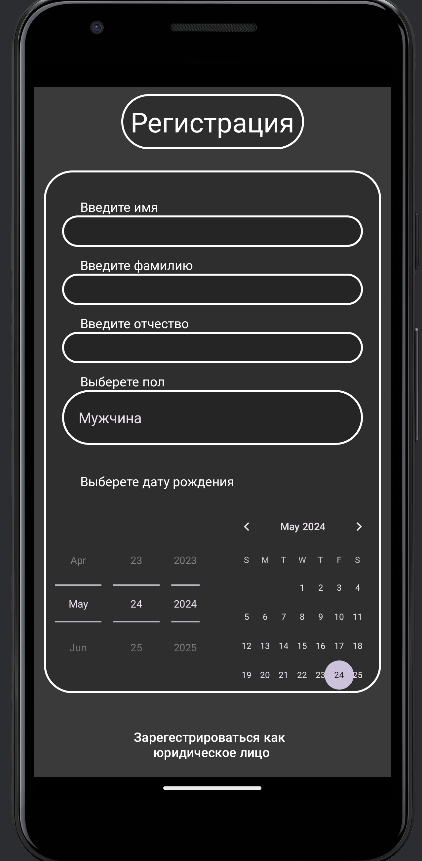 Регистрация
Введите имя
Введите фамилию
Введите отчество
Выберете пол
Мужчина
Выберете дату рождения
May 2024
Apr 23 2023
May 24 2024
Jun 25 2025
S M T W T F S
1 2 3 4
5 6 7 8 9 10 11
12 13 14 15 16 17 18
19 20 21 22 23 24 25
Зарегестрироваться как
юридическое лицо